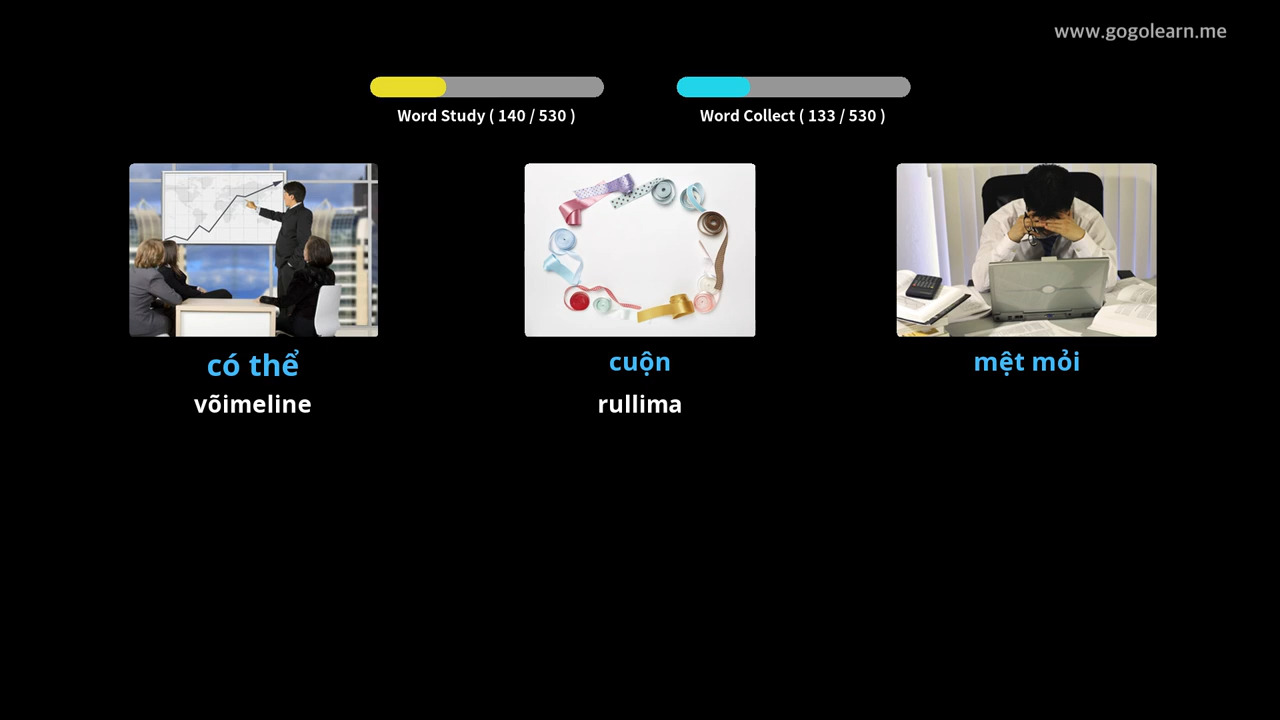 www.gogolearn.me
Word Study ( 140 / 530 )
Word Collect ( 133 / 530 )
có thể
cuộn
mệt mỏi
võimeline
rullima